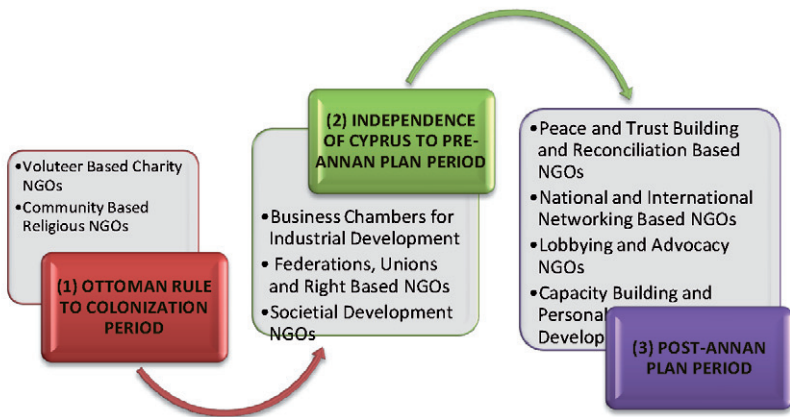 •Voluteer Based Charity
NGOs
•Community Based
Religious NGOs
(1) OTTOMAN RULE
TO COLONIZATION
PERIOD
(2) INDEPENDENCE
OF CYPRUS TO PRE-
ANNAN PLAN PERIOD
•Business Chambers for
Industrial Development
•Federations, Unions
and Right Based NGOs
•Societial Development
NGOs
•Peace and Trust Building
and Reconciliation Based
NGOs
•National and International
Networking Based NGOs
•Lobbying and Advocacy
NGOs
•Capacity Building and
Personal
Develop
(3) POST-ANNAN
PLAN PERIOD